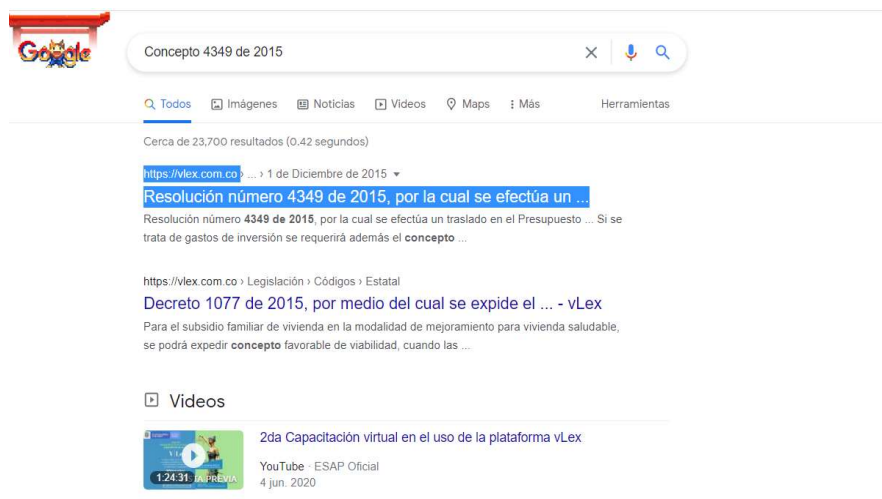 Google
Concepto 4349 de 2015
Todos Imágenes Noticias Videos Maps Más Herramientas
Cerca de 23,700 resultados (0.42 segundos)
https://vlex.com.co › ... › 1 de Diciembre de 2015
Resolución número 4349 de 2015, por la cual se efectúa un ...
Resolución número 4349 de 2015, por la cual se efectúa un traslado en el Presupuesto ... Si se
trata de gastos de inversión se requerirá además el concepto ...
https://vlex.com.co › Legislación › Códigos › Estatal
Decreto 1077 de 2015, por medio del cual se expide el ... - vLex
Para el subsidio familiar de vivienda en la modalidad de mejoramiento para vivienda saludable,
se podrá expedir concepto favorable de viabilidad, cuando las ...
Videos
2da Capacitación virtual en el uso de la plataforma vLex
YouTube · ESAP Oficial
1:24:31 VISTA PREVIA
4 jun. 2020